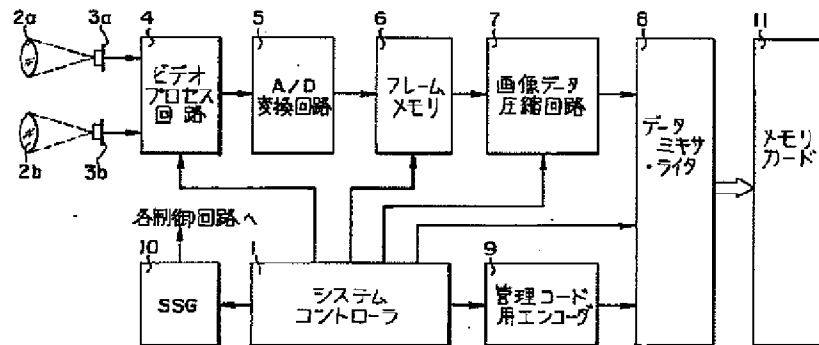 2a
3a
4
5
6
7
8
11
ビデオ
プロセス
回路
A/D
変換回路
フレーム
メモリ
画像データ
圧縮回路
データ
ミキサ
・ライタ
メモリ
カード
2b
3b
各制御回路へ
10
1
9
SSG
システム
コントローラ
管理コード
用エンコーダ